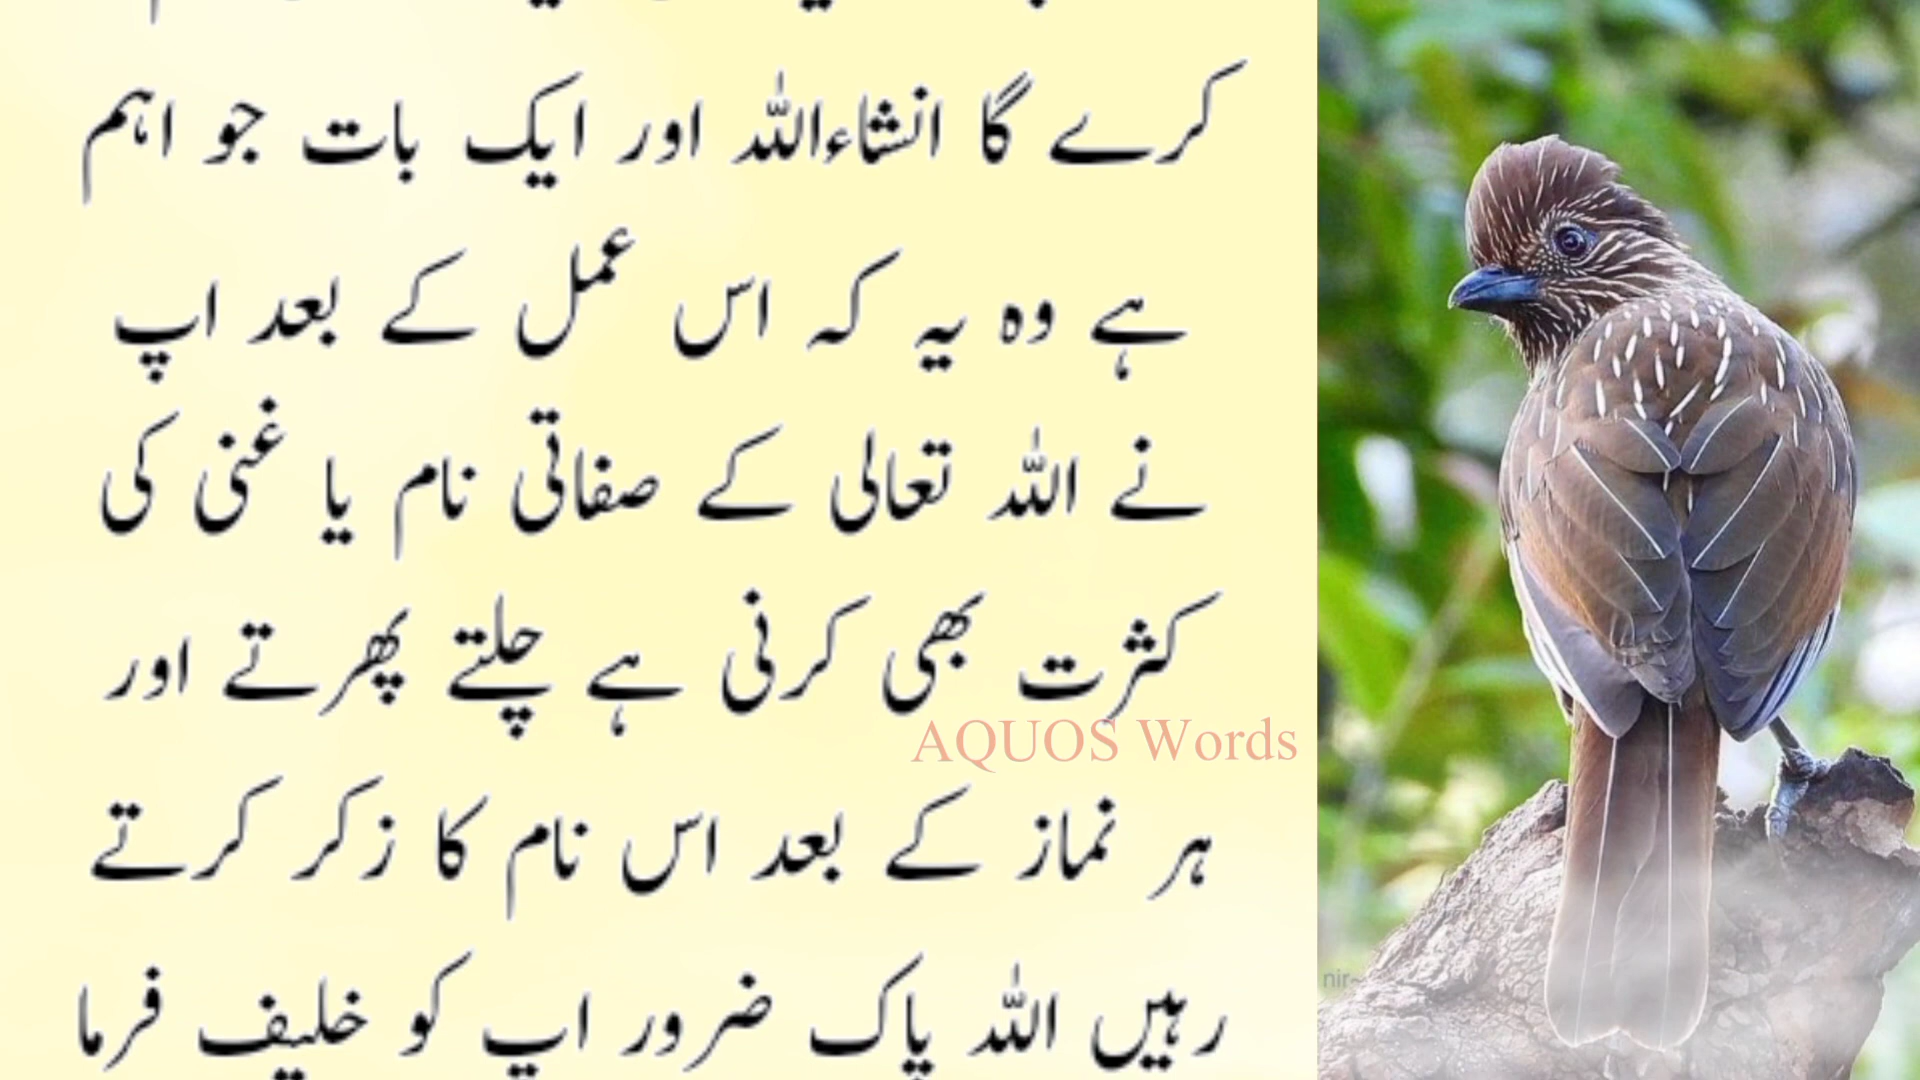 کرے گا انشاءاللہ اور ایک بات جو اہم
ہے وہ یہ کہ اس عمل کے بعد اپ
نے اللہ تعالی کے صفاتی نام یا غنی کی
کثرت بھی کرنی ہے چلتے پھرتے اور
AQUOS Words
ہر نماز کے بعد اس نام کا زکر کرتے
رہیں اللہ پاک ضرور اپ کو خلیف فرما
nir